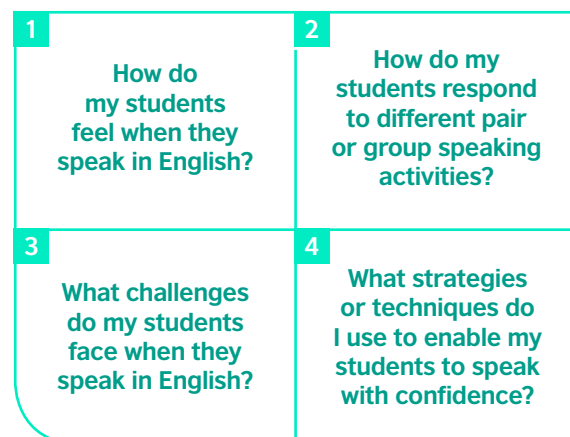 1
How do
my students
feel when they
speak in English?
2
How do my
students respond
to different pair
or group speaking
activities?
3
What challenges
do my students
face when they
speak in English?
4
What strategies
or techniques do
I use to enable my
students to speak
with confidence?